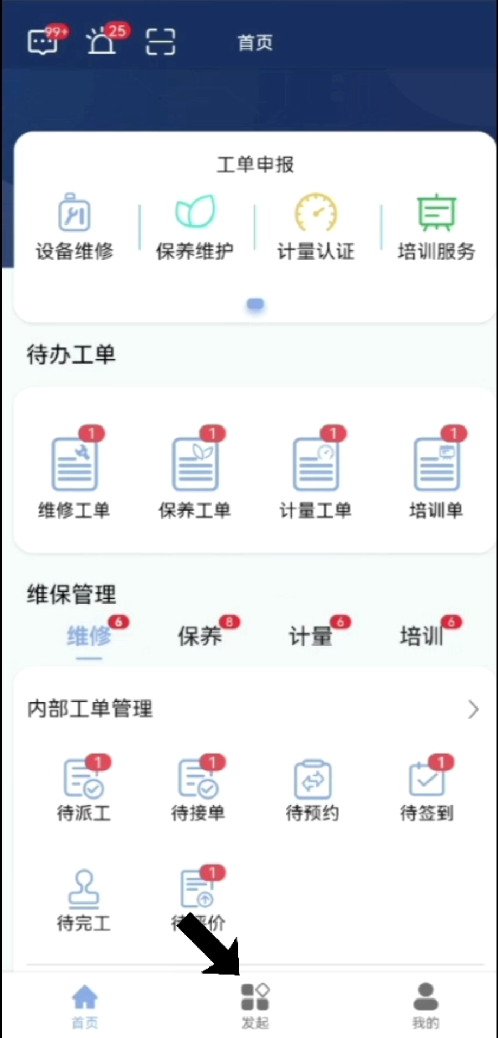 99+ 25 首页
工单申报
设备维修 保养维护 计量认证 培训服务
待办工单
1 1 1 1
维修工单 保养工单 计量工单 培训单
维保管理
维修 6 保养 8 计量 6 培训 6
内部工单管理
1 1 1
待派工 待接单 待预约 待签到
1
待完工 待评价
首页 发起 我的